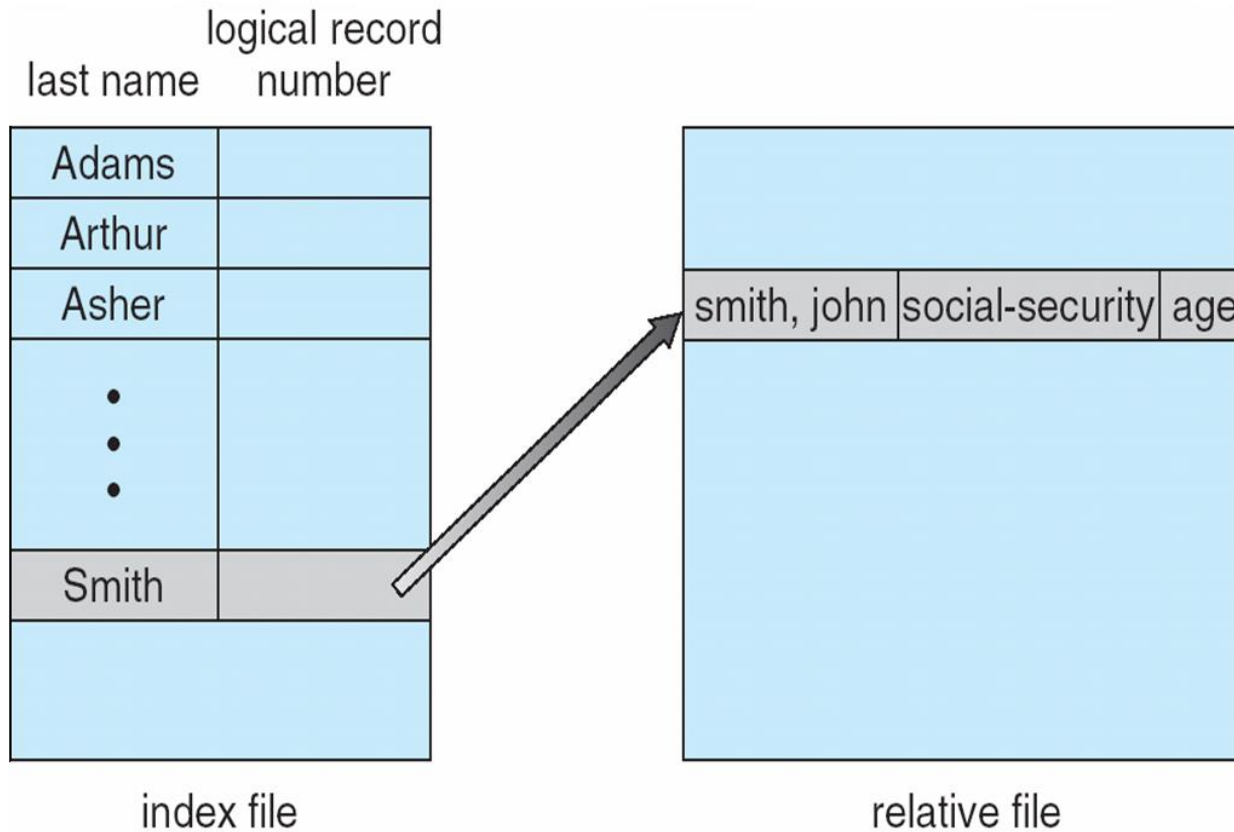 logical record
last name number
Adams
Arthur
Asher
smith, john social-security age
Smith
index file relative file